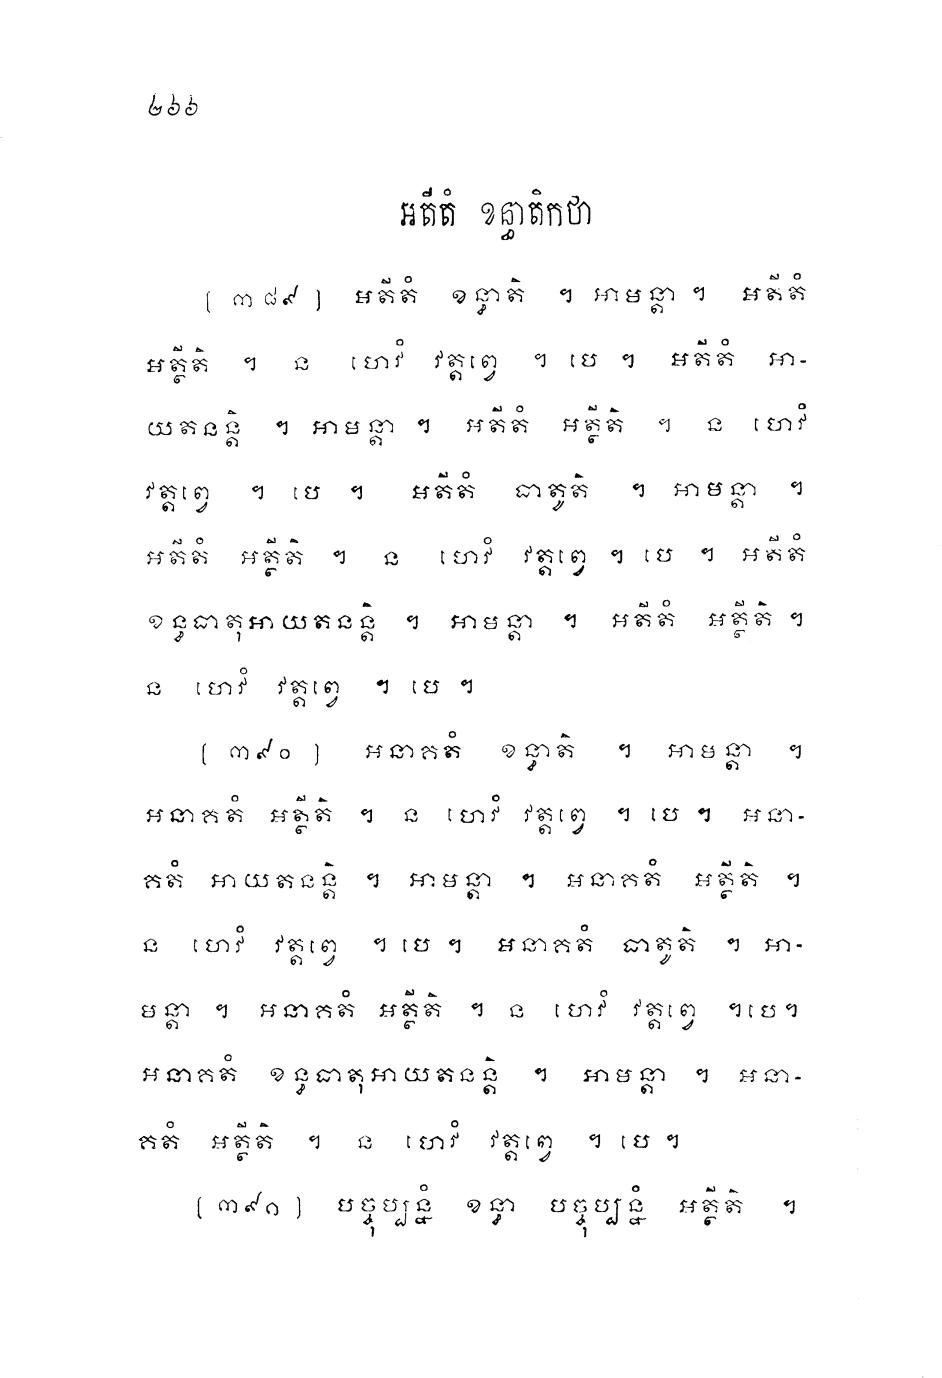 ២៦៦
អតីតំ ខន្ធាតិកថា
[ ៣៨៩ ] អតីតំ ខន្ធាតិ ។ អាមន្តា ។ អតីតំ
អត្ថីតិ ។ ន ហេវំ វត្តព្វេ ។ បេ ។ អតីតំ អា-
យតនន្តិ ។ អាមន្តា ។ អតីតំ អត្ថីតិ ។ ន ហេវំ
វត្តព្វេ ។ បេ ។ អតីតំ ធាតូតិ ។ អាមន្តា ។
អតីតំ អត្ថីតិ ។ ន ហេវំ វត្តព្វេ ។ បេ ។ អតីតំ
ខន្ធធាតុអាយតនន្តិ ។ អាមន្តា ។ អតីតំ អត្ថីតិ ។
ន ហេវំ វត្តព្វេ ។ បេ ។
[ ៣៩០ ] អនាគតំ ខន្ធាតិ ។ អាមន្តា ។
អនាគតំ អត្ថីតិ ។ ន ហេវំ វត្តព្វេ ។ បេ ។ អនា-
គតំ អាយតនន្តិ ។ អាមន្តា ។ អនាគតំ អត្ថីតិ ។
ន ហេវំ វត្តព្វេ ។ បេ ។ អនាគតំ ធាតូតិ ។ អា-
មន្តា ។ អនាគតំ អត្ថីតិ ។ ន ហេវំ វត្តព្វេ ។ បេ ។
អនាគតំ ខន្ធធាតុអាយតនន្តិ ។ អាមន្តា ។ អនា-
គតំ អត្ថីតិ ។ ន ហេវំ វត្តព្វេ ។ បេ ។
[ ៣៩១ ] បច្ចុប្បន្នំ ខន្ធា បច្ចុប្បន្នំ អត្ថីតិ ។